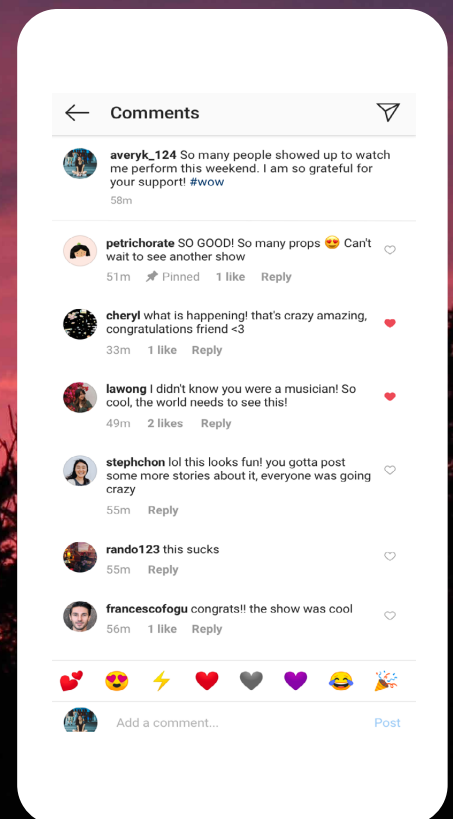 Comments
averyk_124 So many people showed up to watch
me perform this weekend. I am so grateful for
your support! #wow
58m
petrichorate SO GOOD! So many props 😍 Can't
wait to see another show
51m Pinned 1 like Reply
cheryl what is happening! that's crazy amazing,
congratulations friend <3
33m 1 like Reply
lawong I didn't know you were a musician! So
cool, the world needs to see this!
49m 2 likes Reply
stephchon lol this looks fun! you gotta post
some more stories about it, everyone was going
crazy
55m Reply
rando123 this sucks
55m Reply
francescofogu congrats!! the show was cool
56m 1 like Reply
Add a comment... Post